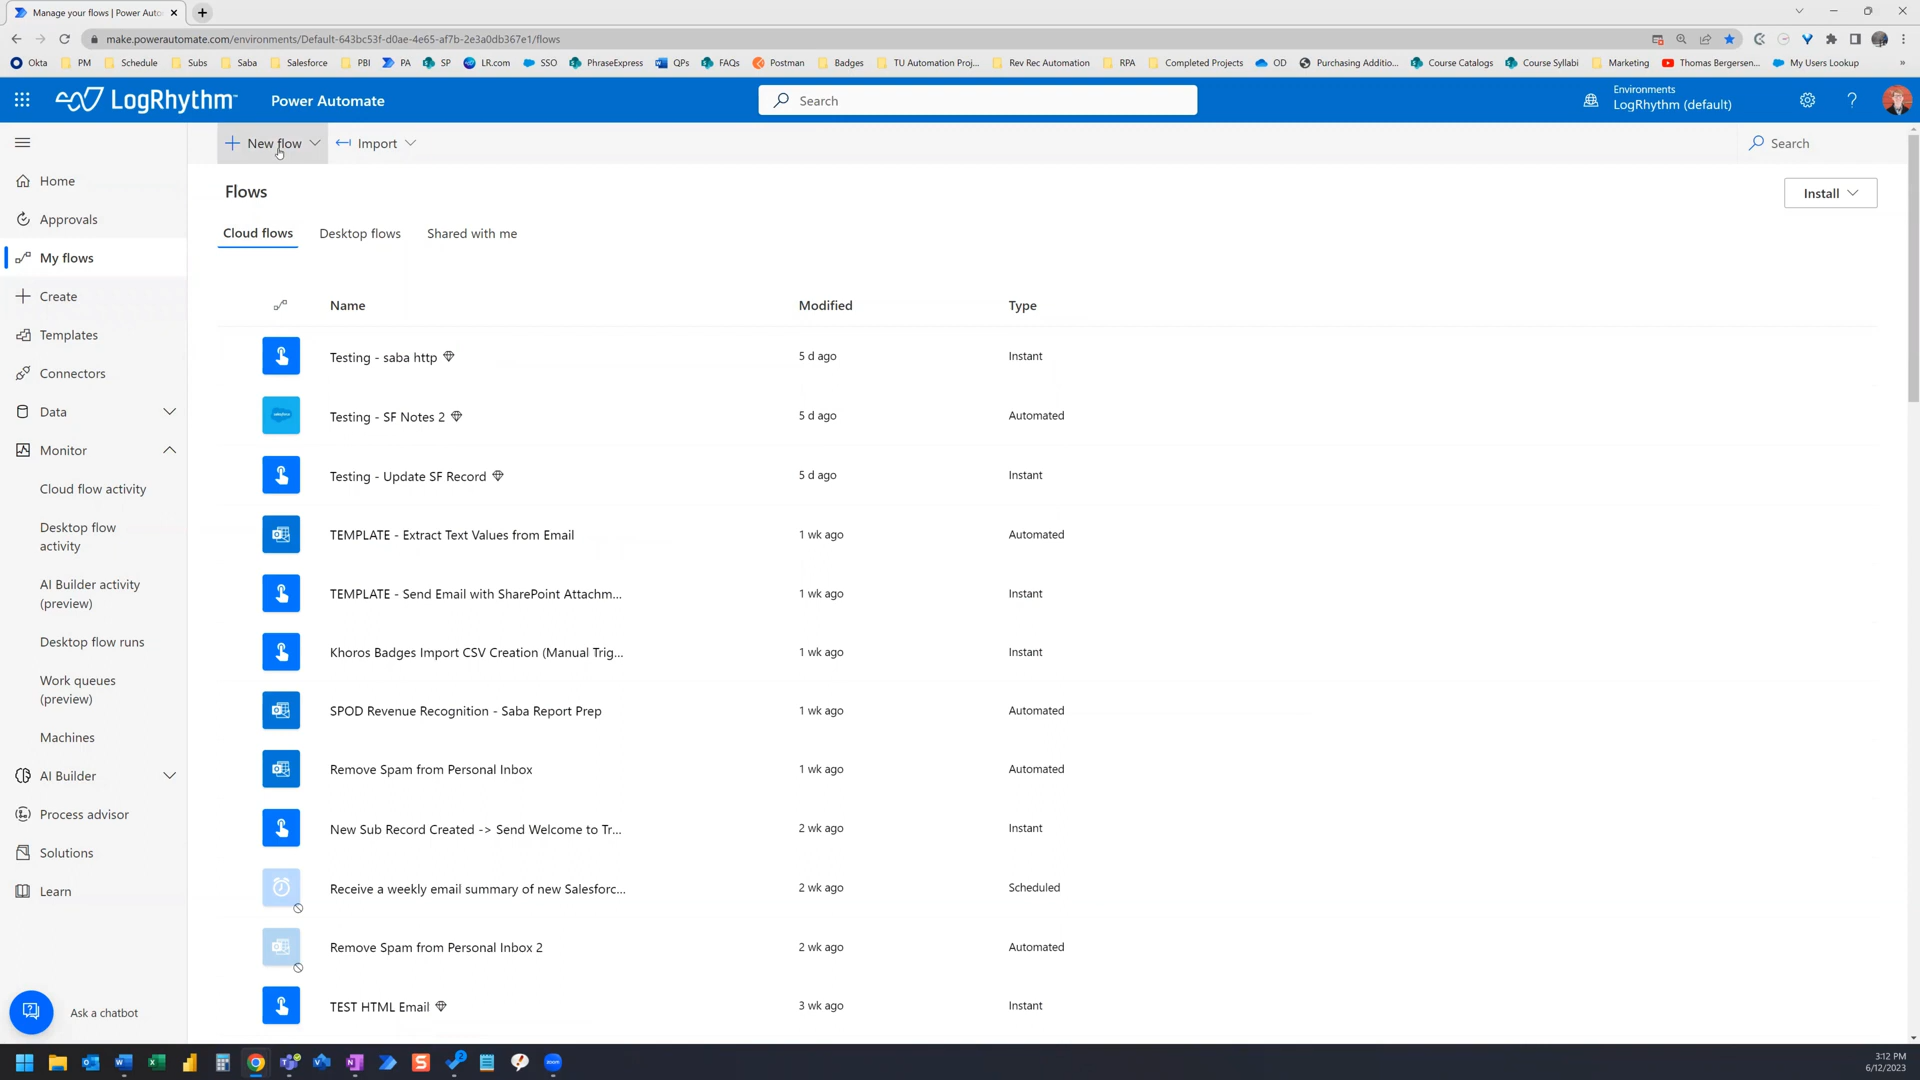 Manage your flows | Power Auto
make.powerautomate.com/environments/Default-643bc53f-d0ae-4e65-af7b-2e3a0db367e1/flows
Okta PM Schedule Subs Saba Salesforce PBI PA SP LR.com SSO PhraseExpress QPs FAQs Postman Badges TU Automation Proj... Rev Rec Automation RPA Completed Projects OD Purchasing Additio... Course Catalogs Course Syllabi Marketing Thomas Bergersen... My Users Lookup »
LogRhythm Power Automate Search
Environments
LogRhythm (default)
New flow Import Search
Home
Approvals
My flows
Create
Templates
Connectors
Data
Monitor
Cloud flow activity
Desktop flow
activity
AI Builder activity
(preview)
Desktop flow runs
Work queues
(preview)
Machines
AI Builder
Process advisor
Solutions
Learn
Ask a chatbot
Flows
Install
Cloud flows Desktop flows Shared with me
Name Modified Type
Testing - saba http 5 d ago Instant
Testing - SF Notes 2 5 d ago Automated
Testing - Update SF Record 5 d ago Instant
TEMPLATE - Extract Text Values from Email 1 wk ago Automated
TEMPLATE - Send Email with SharePoint Attachm... 1 wk ago Instant
Khoros Badges Import CSV Creation (Manual Trig... 1 wk ago Instant
SPOD Revenue Recognition - Saba Report Prep 1 wk ago Automated
Remove Spam from Personal Inbox 1 wk ago Automated
New Sub Record Created -> Send Welcome to Tr... 2 wk ago Instant
Receive a weekly email summary of new Salesforc... 2 wk ago Scheduled
Remove Spam from Personal Inbox 2 2 wk ago Automated
TEST HTML Email 3 wk ago Instant
3:12 PM
6/12/2023